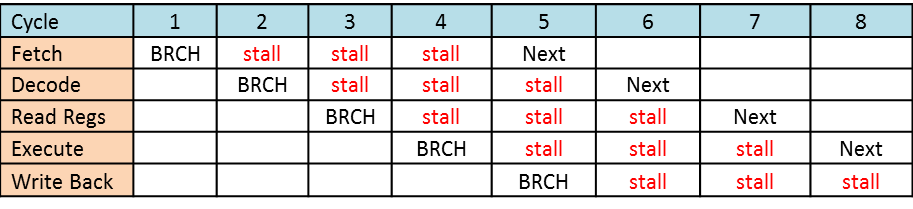 Cycle 1 2 3 4 5 6 7 8
Fetch BRCH stall stall stall Next
Decode BRCH stall stall stall Next
Read Regs BRCH stall stall stall Next
Execute BRCH stall stall stall Next
Write Back BRCH stall stall stall